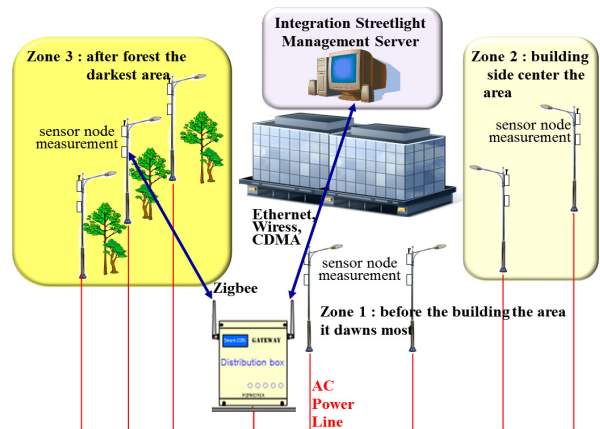 Integration Streetlight
Management Server
Zone 3 : after forest the
darkest area
Zone 2 : building
side center the
area
sensor node
measurement
sensor node
measurement
Ethernet,
Wiress,
CDMA
sensor node
measurement
Zigbee
Zone 1 : before the building the area
it dawns most
GATEWAY
Distribution box
AC
Power
Line